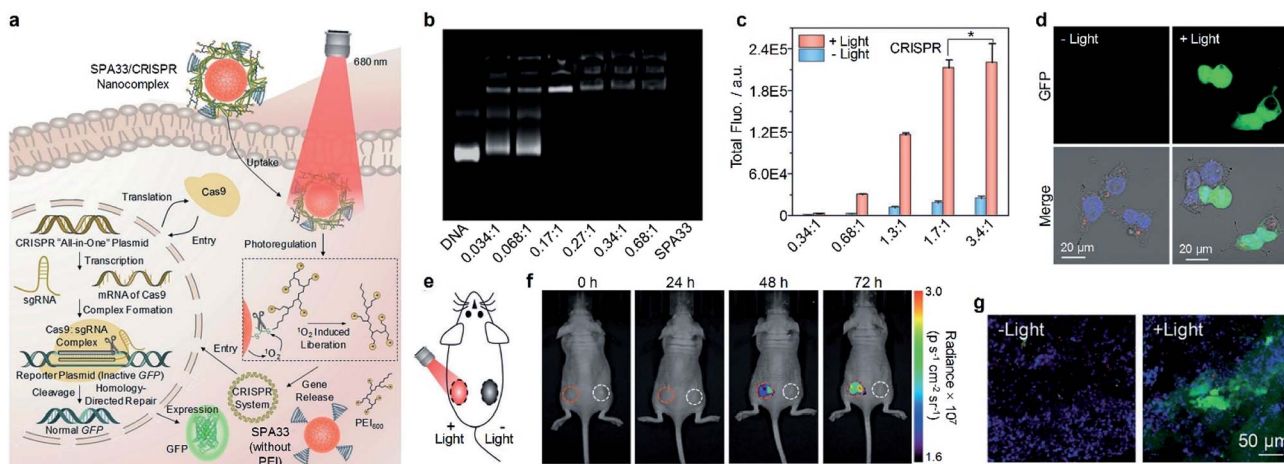 a
SPA33/CRISPR
Nanocomplex
680 nm
Uptake
Translation
Cas9
Entry
CRISPR "All-in-One" Plasmid
Transcription
sgRNA
mRNA of Cas9
Complex Formation
Cas9: sgRNA
Complex
Reporter Plasmid (Inactive GFP)
Cleavage
Homology-
Directed Repair
Normal GFP
Expression
GFP
Photoregulation
¹O₂
¹O₂ Induced
Liberation
Entry
CRISPR
System
Gene
Release
PEI₆₀₀
SPA33
(without
PEI)
b
DNA
0.034:1
0.068:1
0.17:1
0.27:1
0.34:1
0.68:1
SPA33
c
+ Light
- Light
CRISPR
*
Total Fluo. / a.u.
2.4E5
1.2E5
0
0.34:1
0.68:1
1.3:1
1.7:1
3.4:1
d
- Light
+ Light
GFP
Merge
20 µm
20 µm
e
+
Light
-
Light
f
0 h
24 h
48 h
72 h
3.0
1.6
Radiance × 10⁷
(p s⁻¹ cm⁻² sr⁻¹)
g
-Light
+Light
50 µm